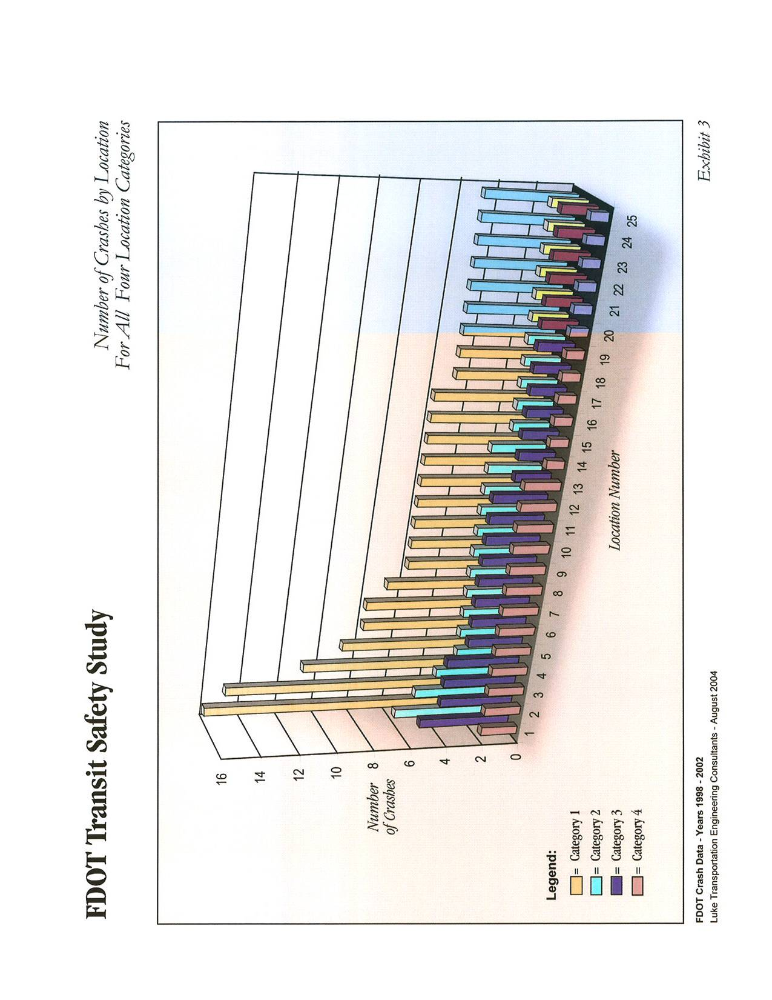 FDOT Transit Safety Study
Number of Crashes by Location
For All Four Location Categories
16
14
12
10
8
6
4
2
0
Number
of Crashes
1
2
3
4
5
6
7
8
9
10
11
12
13
14
15
16
17
18
19
20
21
22
23
24
25
Location Number
Legend:
= Category 1
= Category 2
= Category 3
= Category 4
FDOT Crash Data - Years 1998 - 2002
Luke Transportation Engineering Consultants - August 2004
Exhibit 3